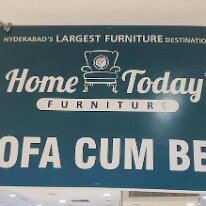 HYDERABAD'S LARGEST FURNITURE DESTINATION
Home Today
FURNITURE
OFA CUM BE